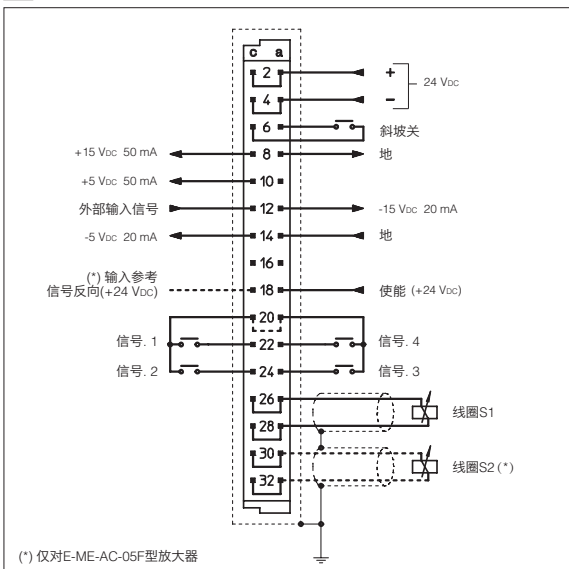 c a
2 + 24 VDC
4 −
6 斜坡关
+15 VDC 50 mA 8 地
+5 VDC 50 mA 10
外部输入信号 12 -15 VDC 20 mA
-5 VDC 20 mA 14 地
16
(*) 输入参考
信号反向(+24 VDC) 18 使能 (+24 VDC)
20
信号. 1 22 信号. 4
信号. 2 24 信号. 3
26 线圈S1
28
30 线圈S2 (*)
32
(*) 仅对E-ME-AC-05F型放大器